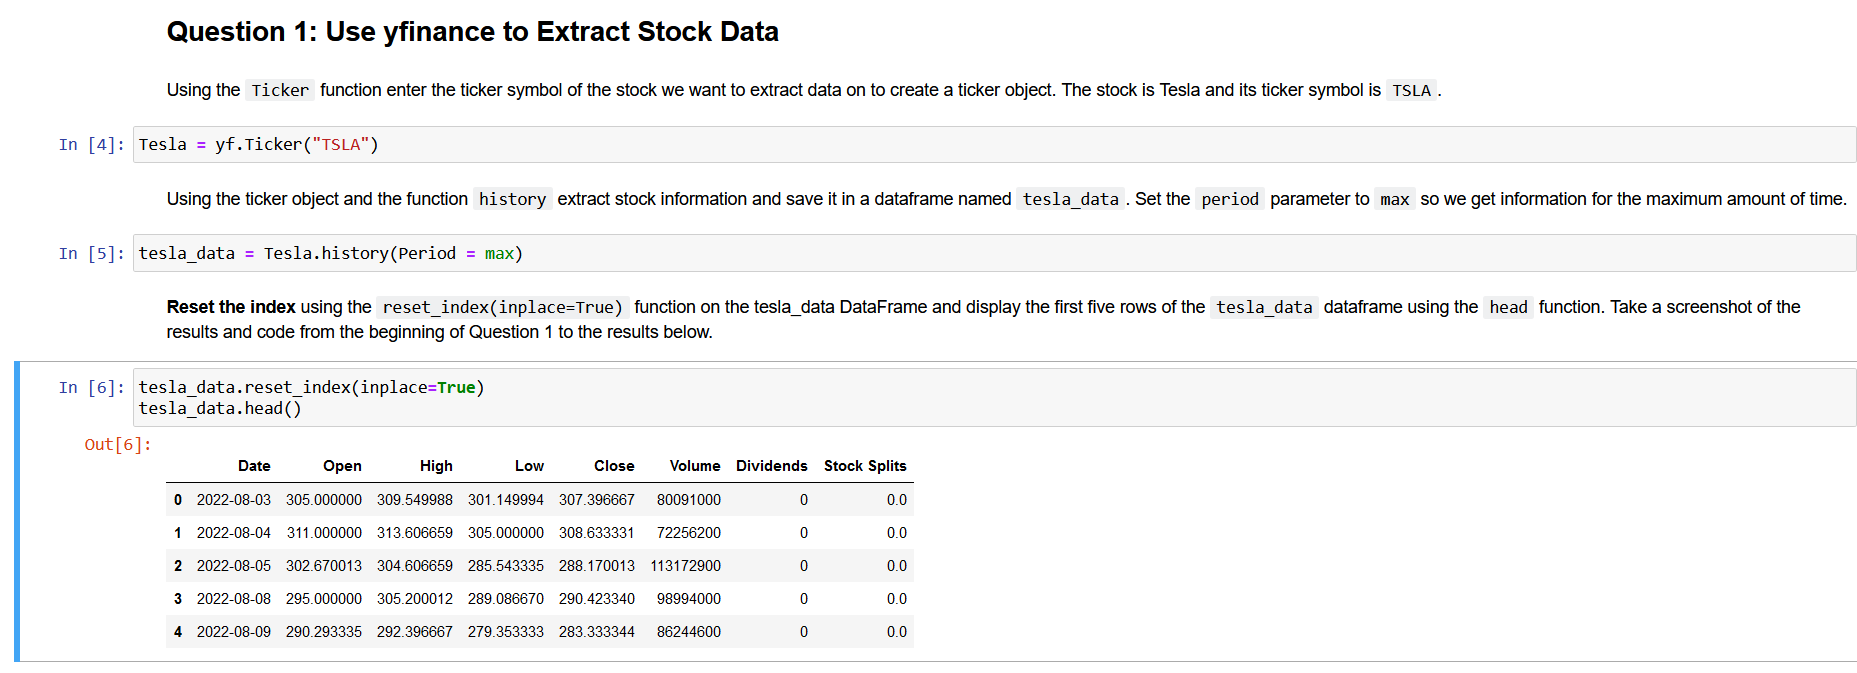 Question 1: Use yfinance to Extract Stock Data
Using the Ticker function enter the ticker symbol of the stock we want to extract data on to create a ticker object. The stock is Tesla and its ticker symbol is TSLA .
In [4]: Tesla = yf.Ticker("TSLA")
Using the ticker object and the function history extract stock information and save it in a dataframe named tesla_data . Set the period parameter to max so we get information for the maximum amount of time.
In [5]: tesla_data = Tesla.history(Period = max)
Reset the index using the reset_index(inplace=True) function on the tesla_data DataFrame and display the first five rows of the tesla_data dataframe using the head function. Take a screenshot of the
results and code from the beginning of Question 1 to the results below.
In [6]: tesla_data.reset_index(inplace=True)
tesla_data.head()
Out[6]:
Date Open High Low Close Volume Dividends Stock Splits
0 2022-08-03 305.000000 309.549988 301.149994 307.396667 80091000 0 0.0
1 2022-08-04 311.000000 313.606659 305.000000 308.633331 72256200 0 0.0
2 2022-08-05 302.670013 304.606659 285.543335 288.170013 113172900 0 0.0
3 2022-08-08 295.000000 305.200012 289.086670 290.423340 98994000 0 0.0
4 2022-08-09 290.293335 292.396667 279.353333 283.333344 86244600 0 0.0